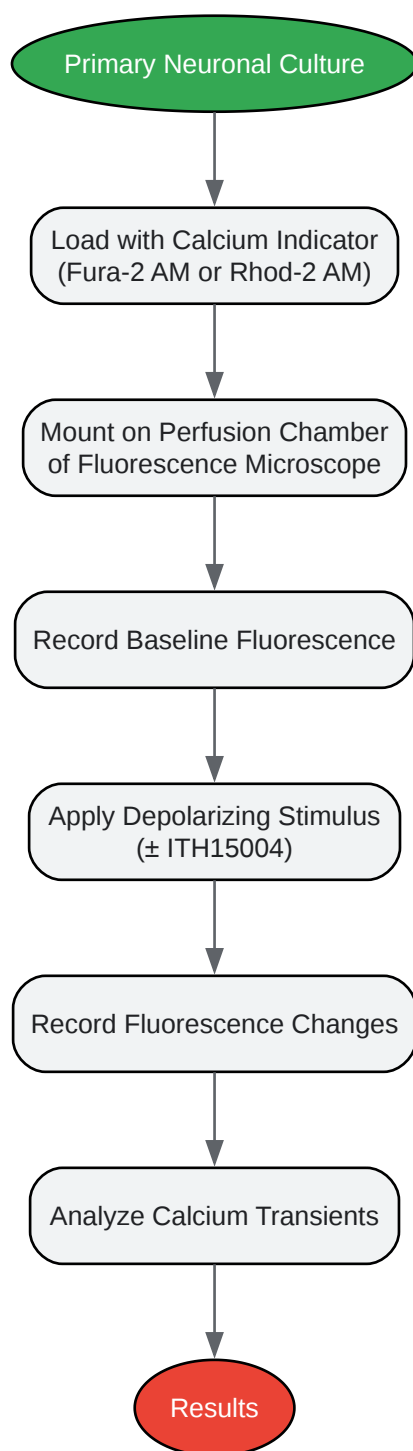 Primary Neuronal Culture
Load with Calcium Indicator
(Fura-2 AM or Rhod-2 AM)
Mount on Perfusion Chamber
of Fluorescence Microscope
Record Baseline Fluorescence
Apply Depolarizing Stimulus
(± ITH15004)
Record Fluorescence Changes
Analyze Calcium Transients
Results